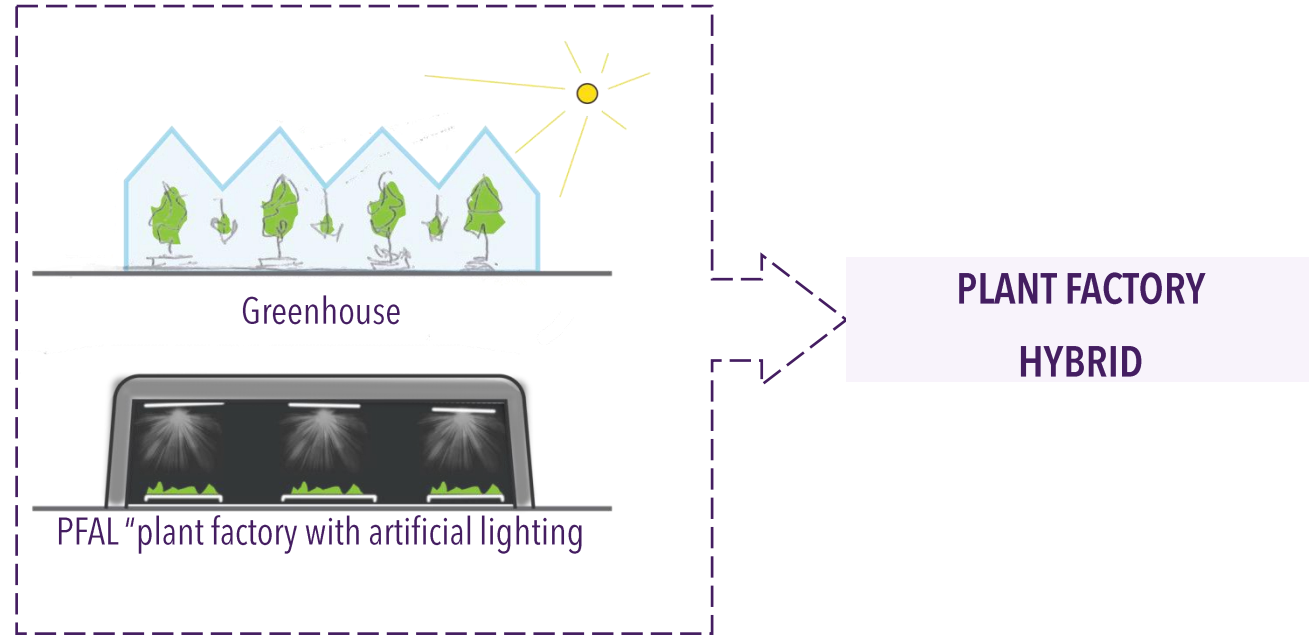 Greenhouse
PFAL “plant factory with artificial lighting
PLANT FACTORY
HYBRID